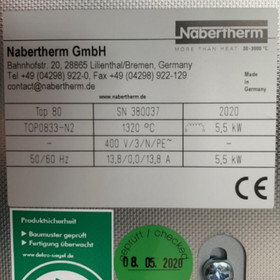 Nabertherm
MORE THAN HEAT 30-3000 °C
Nabertherm GmbH
Bahnhofstr. 20, 28865 Lilienthal/Bremen, Germany
Tel +49 (04298) 922-0, Fax +49 (04298) 922-129
contact@nabertherm.de
Made in Germany
www.nabertherm.com
Top 80 SN 380037 2020
TOP0833-N2 1320 °C 5,5 kW
- 400 V/3/N/PE~ -
50/60 Hz 13,8/0,0/13,8 A 5,5 kW
CE
Produktsicherheit
Baumuster geprüft
Fertigung überwacht
www.dekra-siegel.de
geprüft / checked
08. 05. 2020